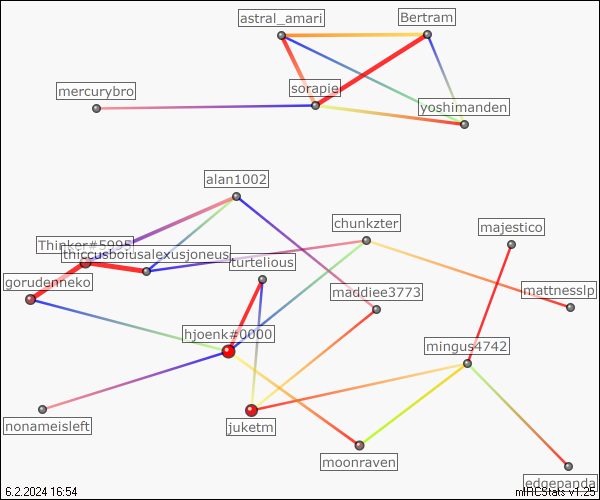 astral_amari
Bertram
mercurybro
sorapie
yoshimanden
alan1002
chunkzter
majestico
Thinker#5995
thiccusboiusalexusjoneus
turtelious
gorudenneko
maddiee3773
mattnesslp
hjoenk#0000
mingus4742
nonameisleft
juketm
moonraven
edgepanda
6.2.2024 16:54
mIRCStats v1.25